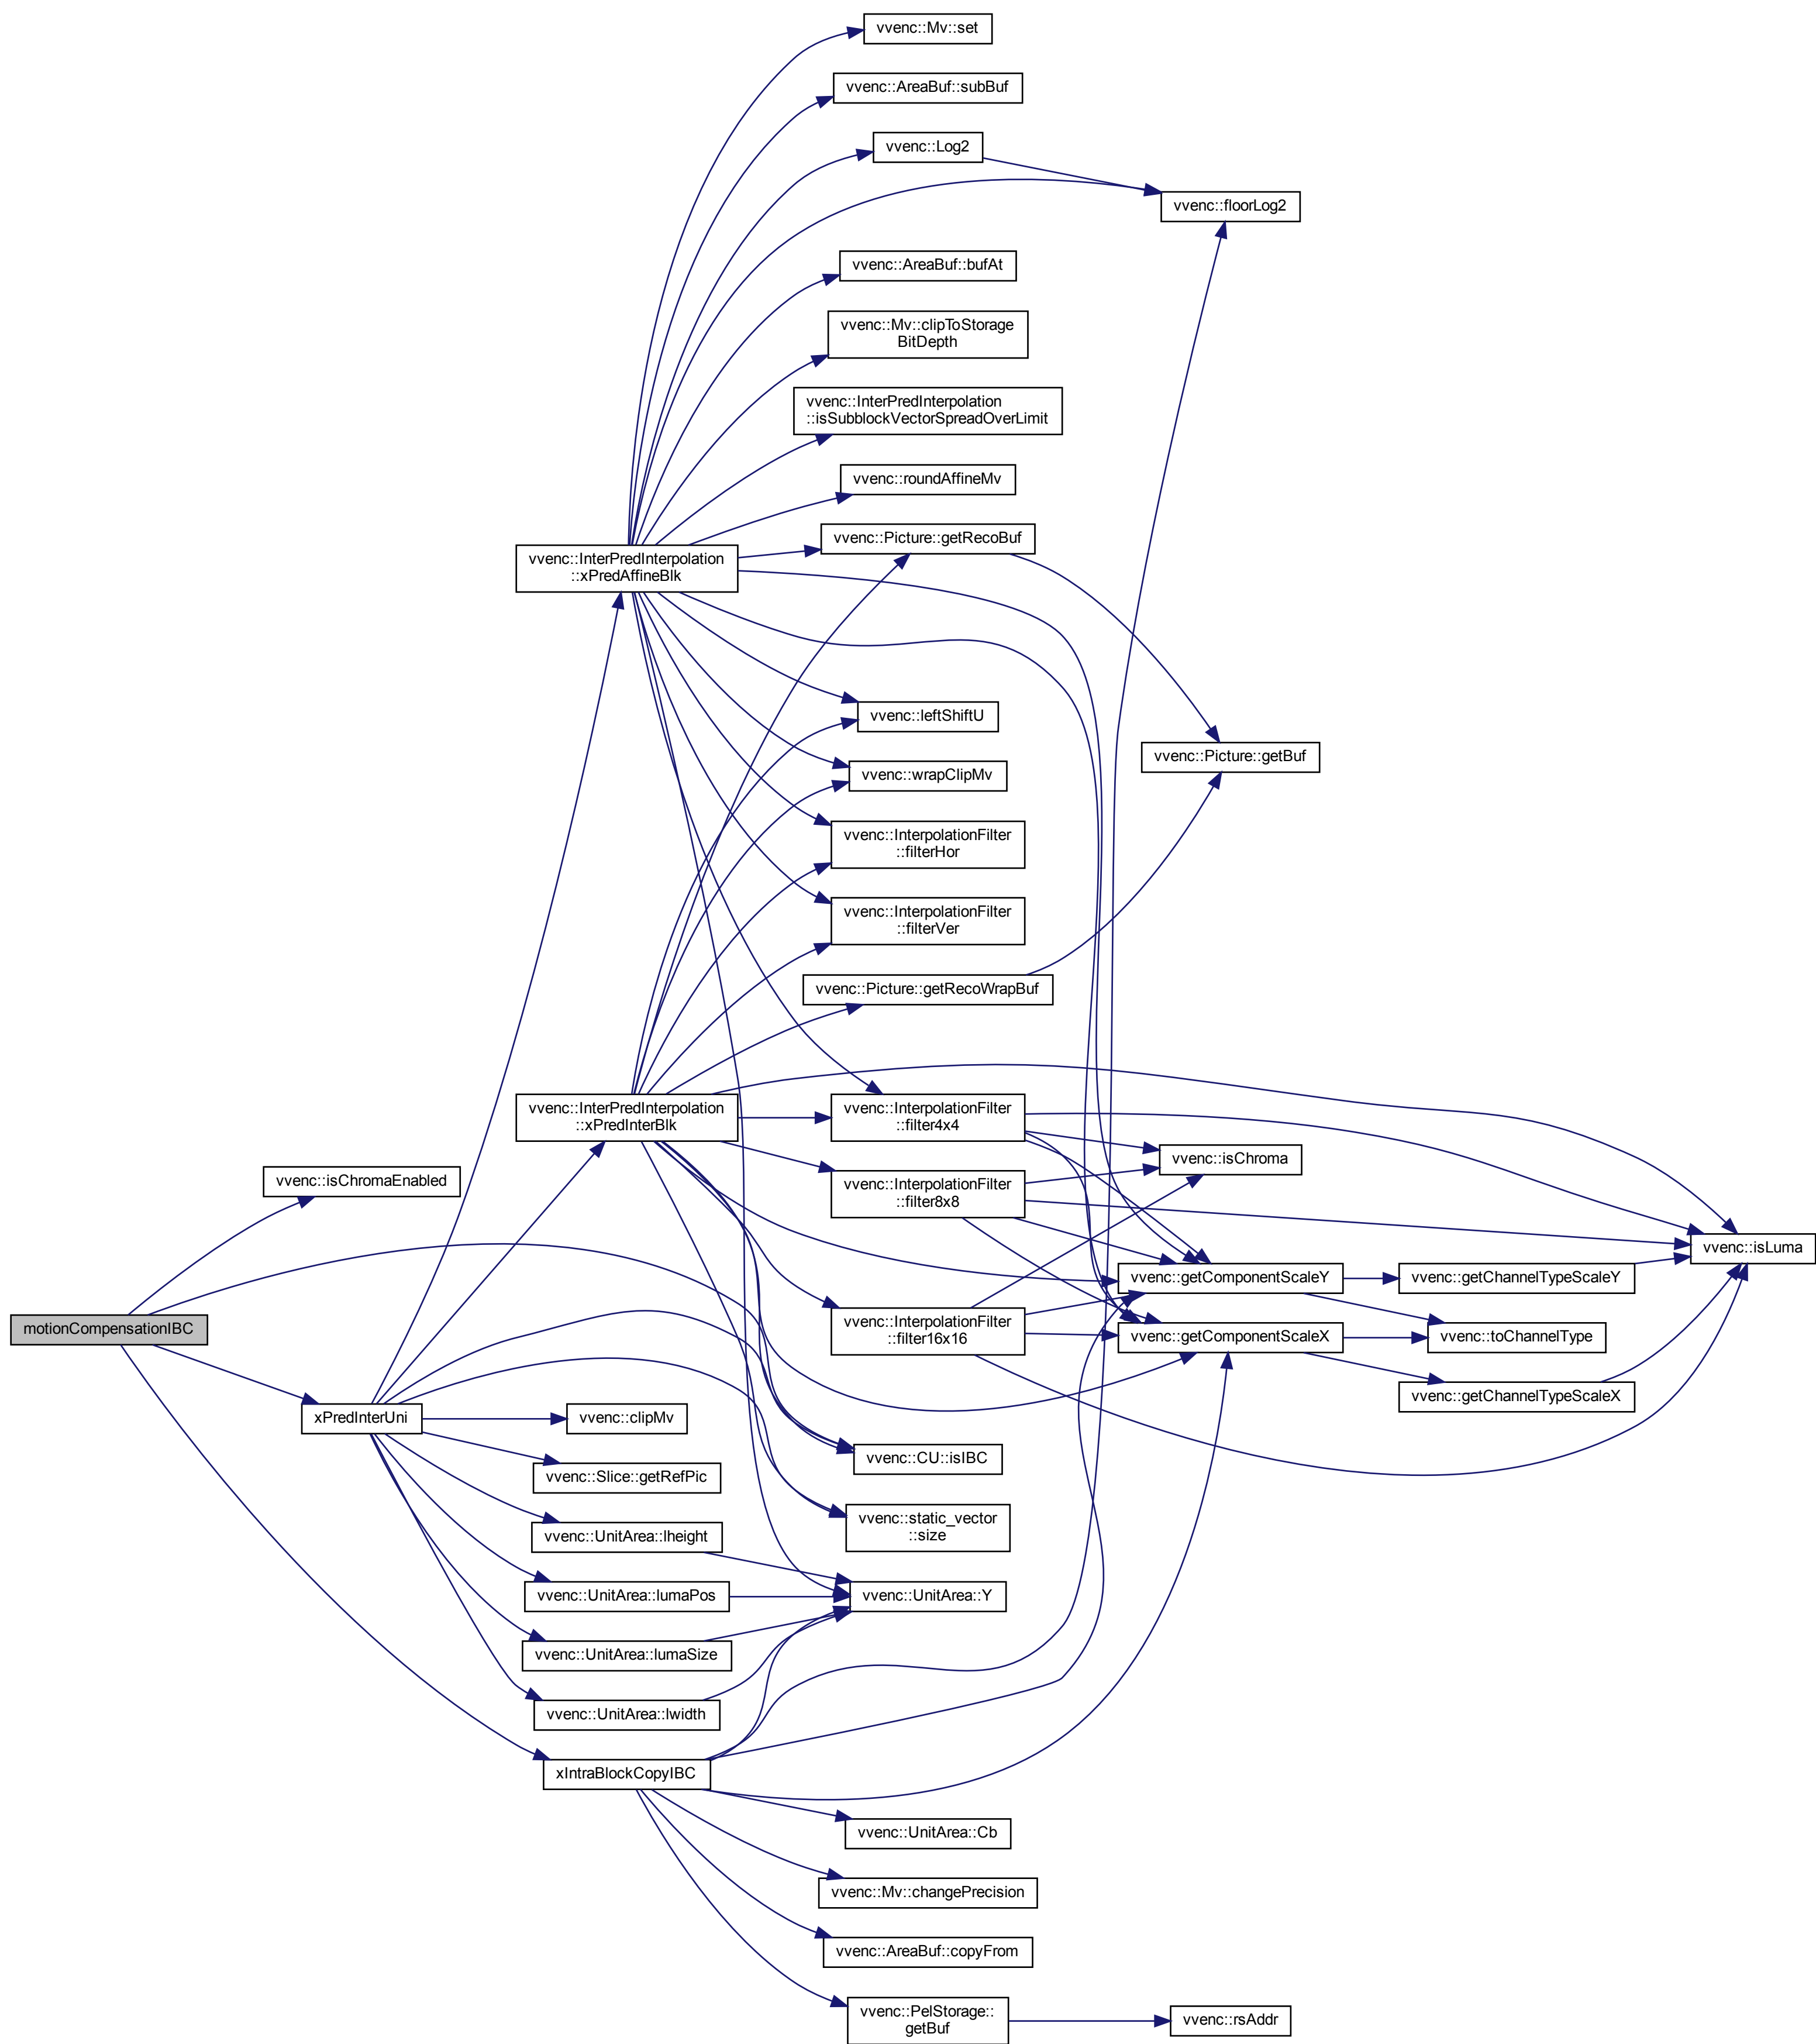 vvenc::Mv::set
vvenc::AreaBuf::subBuf
vvenc::Log2
vvenc::floorLog2
vvenc::AreaBuf::bufAt
vvenc::Mv::clipToStorage
BitDepth
vvenc::InterPredInterpolation
::isSubblockVectorSpreadOverLimit
vvenc::roundAffineMv
vvenc::Picture::getRecoBuf
vvenc::InterPredInterpolation
::xPredAffineBlk
vvenc::leftShiftU
vvenc::Picture::getBuf
vvenc::wrapClipMv
vvenc::InterpolationFilter
::filterHor
vvenc::InterpolationFilter
::filterVer
vvenc::Picture::getRecoWrapBuf
vvenc::InterPredInterpolation
::xPredInterBlk
vvenc::InterpolationFilter
::filter4x4
vvenc::isChroma
vvenc::isChromaEnabled
vvenc::InterpolationFilter
::filter8x8
vvenc::isLuma
vvenc::getComponentScaleY
vvenc::getChannelTypeScaleY
motionCompensationIBC
vvenc::InterpolationFilter
::filter16x16
vvenc::getComponentScaleX
vvenc::toChannelType
vvenc::getChannelTypeScaleX
xPredInterUni
vvenc::clipMv
vvenc::CU::isIBC
vvenc::Slice::getRefPic
vvenc::static_vector
::size
vvenc::UnitArea::lheight
vvenc::UnitArea::lumaPos
vvenc::UnitArea::Y
vvenc::UnitArea::lumaSize
vvenc::UnitArea::lwidth
xIntraBlockCopyIBC
vvenc::UnitArea::Cb
vvenc::Mv::changePrecision
vvenc::AreaBuf::copyFrom
vvenc::PelStorage::
getBuf
vvenc::rsAddr